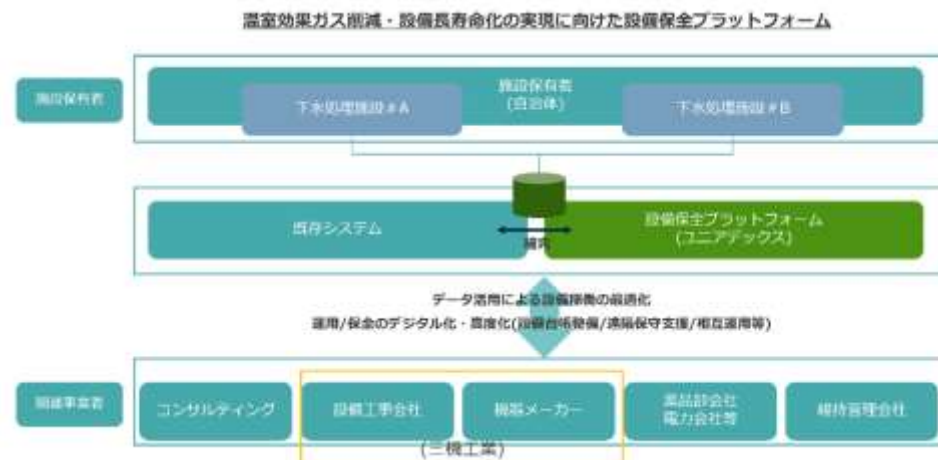 温室効果ガス削減・設備長寿命化の実現に向けた設備保全プラットフォーム
施設保有者
施設保有者
(自治体)
下水処理施設#A
下水処理施設#B
既存システム
設備保全プラットフォーム
(ユニアデックス)
データ活用による設備稼働の最適化
運用/保全のデジタル化・高度化(設備台帳整備/遠隔保守支援/相互運用等)
関連事業者
コンサルティング
設備工事会社
機器メーカー
薬品部会社
電力会社等
維持管理会社
(三機工業)